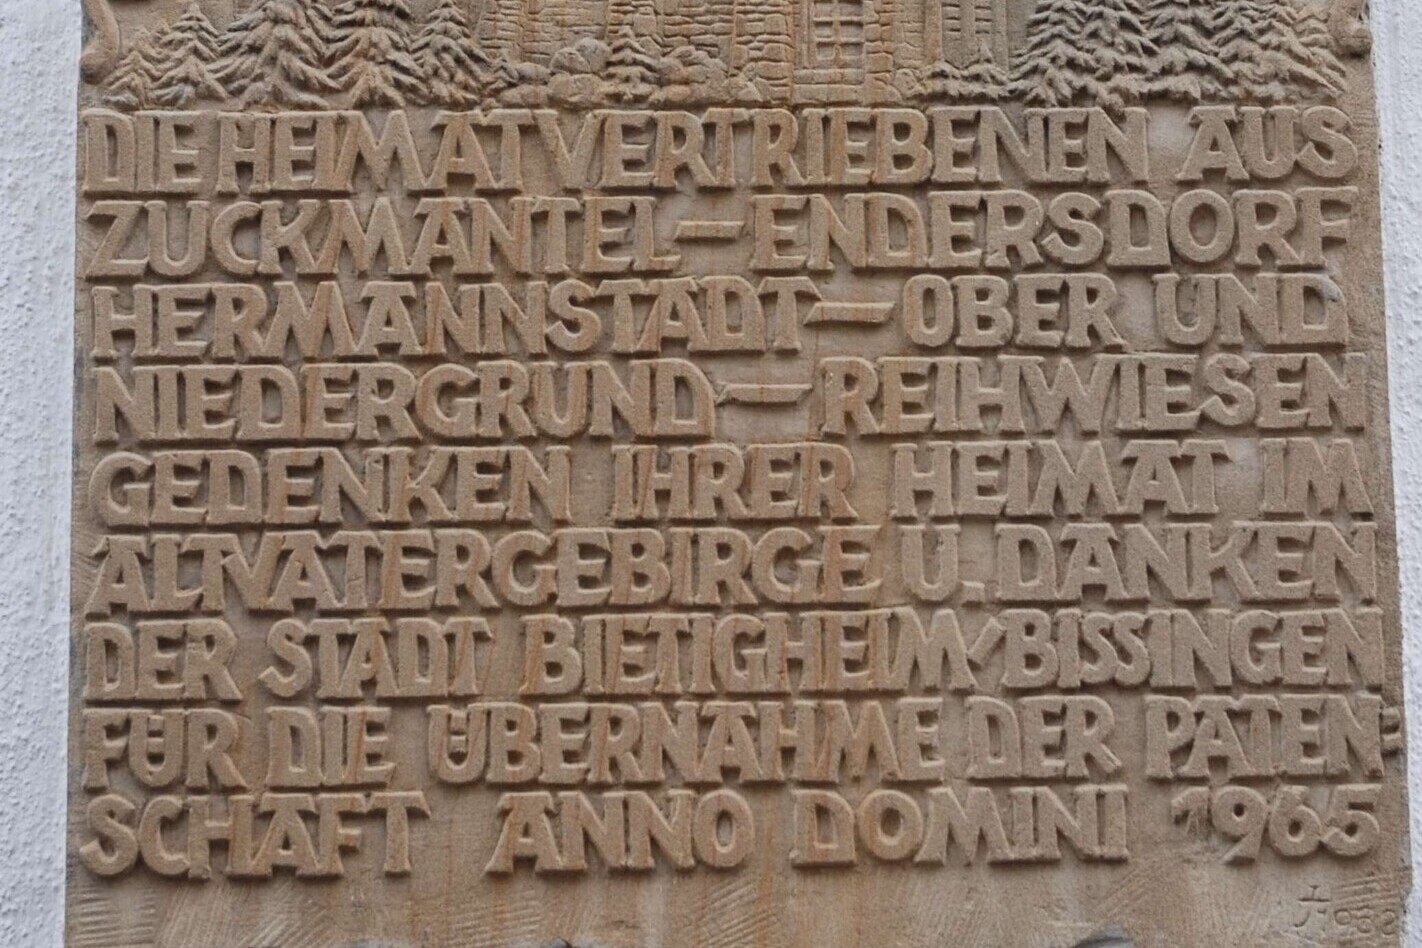 DIE HEIMATVERTRIEBENEN AUS
ZUCKMANTEL – ENDERSDORF
HERMANNSTADT – OBER UND
NIEDERGRUND – REIHWIESEN
GEDENKEN IHRER HEIMAT IM
ALTVATERGEBIRGE U. DANKEN
DER STADT BIETIGHEIM/BISSINGEN
FÜR DIE ÜBERNAHME DER PATEN=
SCHAFT ANNO DOMINI 1965